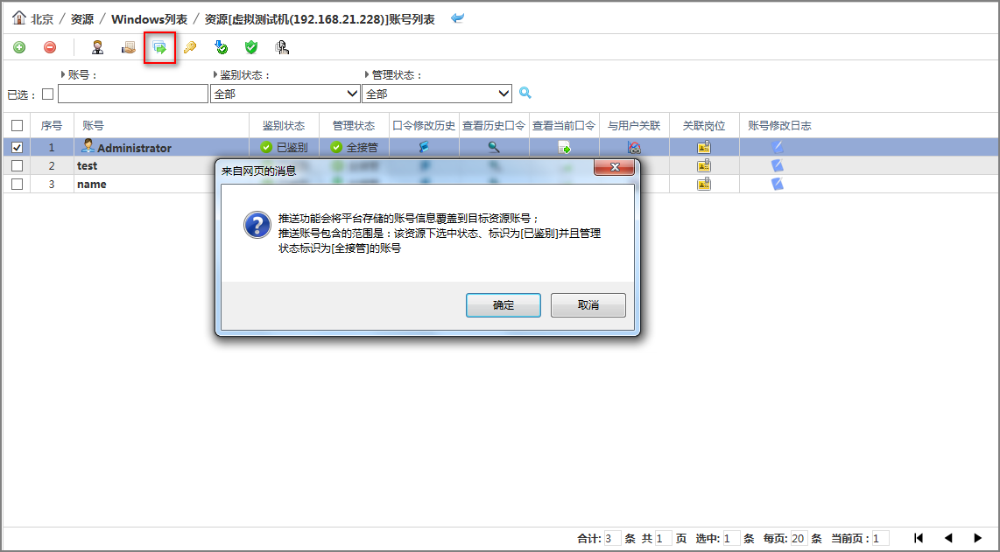 北京 / 资源 / Windows列表 / 资源[虚拟测试机(192.168.21.228)]账号列表
账号： 鉴别状态： 管理状态：
已选： 全部 全部
序号 账号 鉴别状态 管理状态 口令修改历史 查看历史口令 查看当前口令 与用户关联 关联岗位 账号修改日志
1 Administrator 已鉴别 全接管
2 test
3 name
来自网页的消息
推送功能会将平台存储的账号信息覆盖到目标资源账号；
推送账号包含的范围是：该资源下选中状态、标识为[已鉴别]并且管理
状态标识为[全接管]的账号
确定 取消
合计: 3 条 共 1 页 选中: 1 条 每页: 20 条 当前页： 1